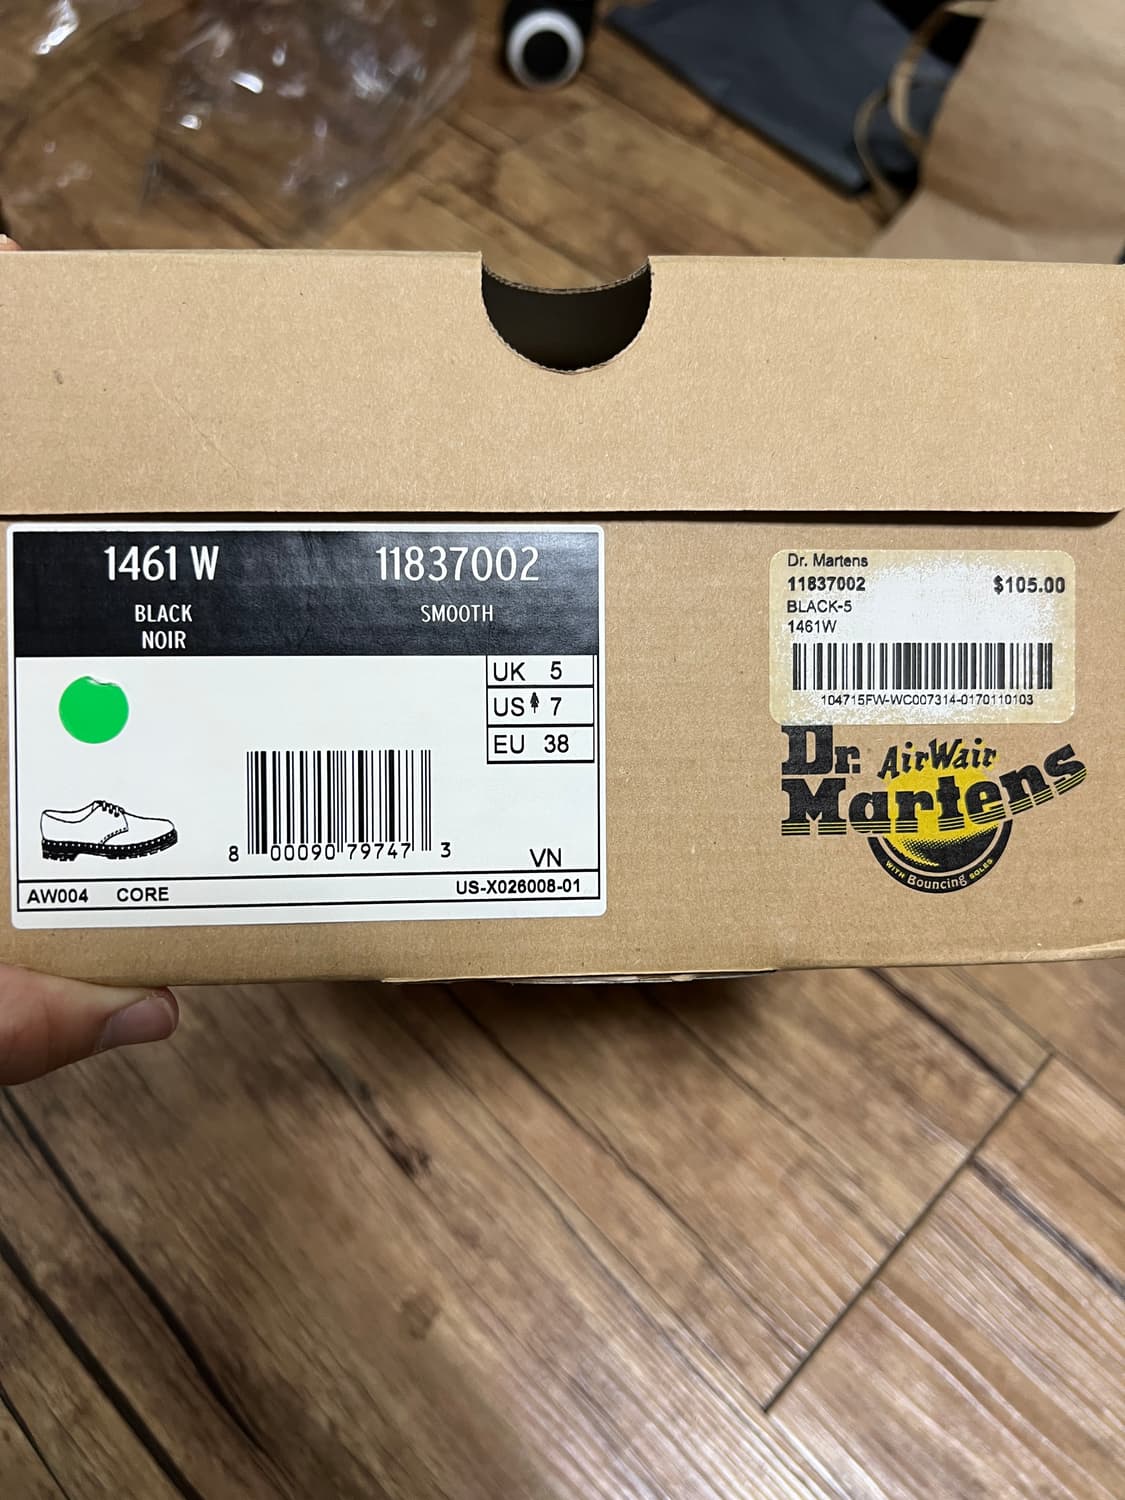 1461 W 11837002
BLACK SMOOTH
NOIR
UK 5
US 7
EU 38
8 00090 79747 3
VN
AW004 CORE US-X026008-01
Dr. Martens
11837002 $105.00
BLACK-5
1461W
104715FW-WC007314-0170110103
Dr. AirWair
Martens
WITH Bouncing SOLES